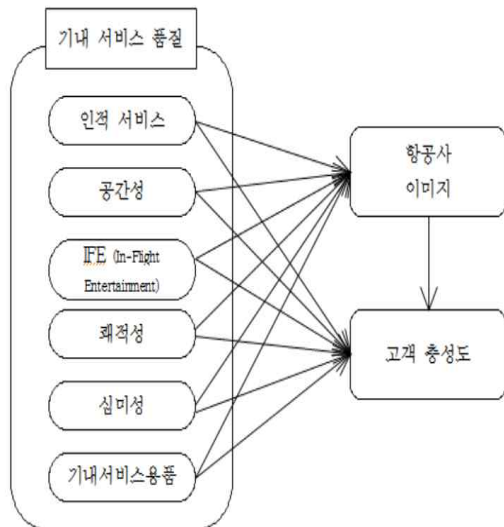 기내 서비스 품질
인적 서비스
공간성
IFE (In-Flight
Entertainment)
쾌적성
심미성
기내서비스용품
항공사
이미지
고객 충성도